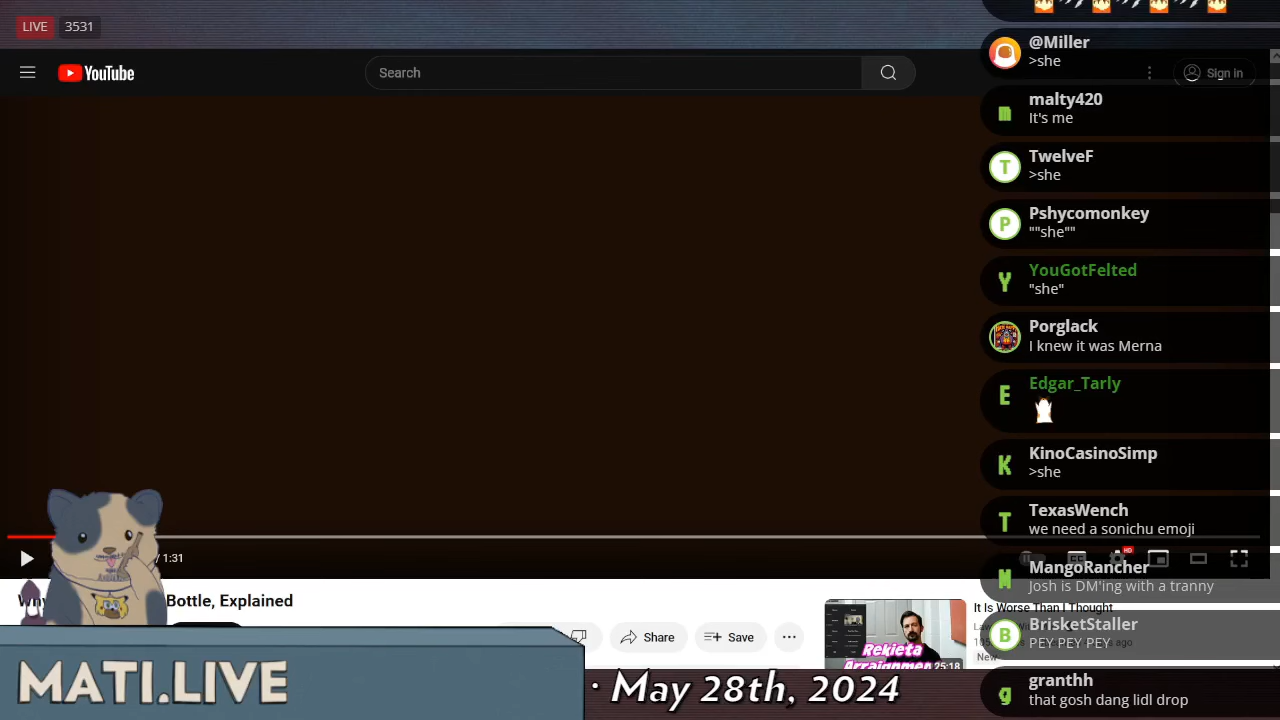 LIVE 3531
YouTube
Search
Sign in
@Miller
>she
malty420
It's me
TwelveF
>she
Pshycomonkey
""she""
YouGotFelted
"she"
Porglack
I knew it was Merna
Edgar_Tarly
KinoCasinoSimp
>she
TexasWench
we need a sonichu emoji
MangoRancher
Josh is DM'ing with a tranny
BrisketStaller
PEY PEY PEY
granthh
that gosh dang lidl drop
/ 1:31
HD
Bottle, Explained
Share
Save
Rekieta
Arraignmen
25:18
It Is Worse Than I Thought
New
MATI.LIVE
· May 28th, 2024